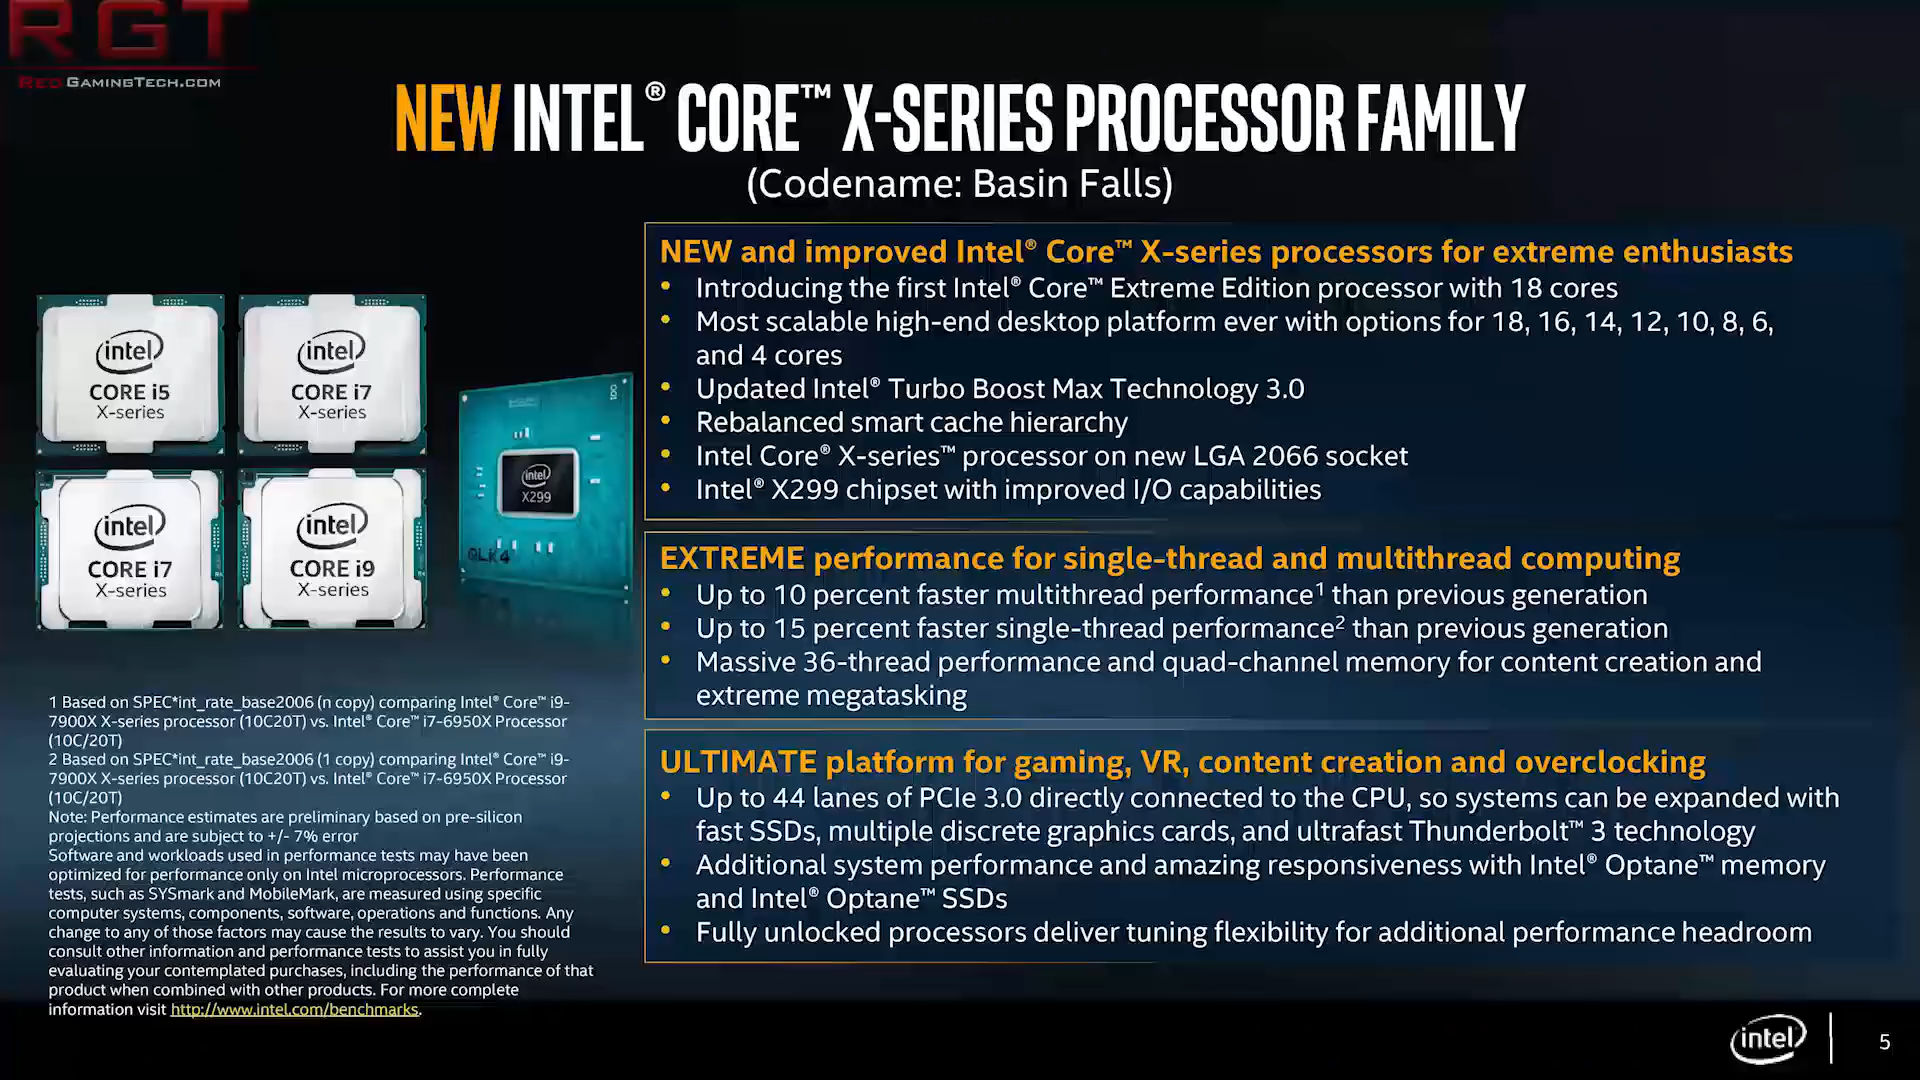 RGT
RedGamingTech.com
NEW INTEL® CORE™ X-SERIES PROCESSOR FAMILY
(Codename: Basin Falls)
intel
CORE i5
X-series
intel
CORE i7
X-series
intel
CORE i7
X-series
intel
CORE i9
X-series
intel
X299
QLK4
NEW and improved Intel® Core™ X-series processors for extreme enthusiasts
• Introducing the first Intel® Core™ Extreme Edition processor with 18 cores
• Most scalable high-end desktop platform ever with options for 18, 16, 14, 12, 10, 8, 6,
and 4 cores
• Updated Intel® Turbo Boost Max Technology 3.0
• Rebalanced smart cache hierarchy
• Intel Core® X-series™ processor on new LGA 2066 socket
• Intel® X299 chipset with improved I/O capabilities
EXTREME performance for single-thread and multithread computing
• Up to 10 percent faster multithread performance¹ than previous generation
• Up to 15 percent faster single-thread performance² than previous generation
• Massive 36-thread performance and quad-channel memory for content creation and
extreme megatasking
ULTIMATE platform for gaming, VR, content creation and overclocking
• Up to 44 lanes of PCIe 3.0 directly connected to the CPU, so systems can be expanded with
fast SSDs, multiple discrete graphics cards, and ultrafast Thunderbolt™ 3 technology
• Additional system performance and amazing responsiveness with Intel® Optane™ memory
and Intel® Optane™ SSDs
• Fully unlocked processors deliver tuning flexibility for additional performance headroom
1 Based on SPEC*int_rate_base2006 (n copy) comparing Intel® Core™ i9-
7900X X-series processor (10C20T) vs. Intel® Core™ i7-6950X Processor
(10C/20T)
2 Based on SPEC*int_rate_base2006 (1 copy) comparing Intel® Core™ i9-
7900X X-series processor (10C20T) vs. Intel® Core™ i7-6950X Processor
(10C/20T)
Note: Performance estimates are preliminary based on pre-silicon
projections and are subject to +/- 7% error
Software and workloads used in performance tests may have been
optimized for performance only on Intel microprocessors. Performance
tests, such as SYSmark and MobileMark, are measured using specific
computer systems, components, software, operations and functions. Any
change to any of those factors may cause the results to vary. You should
consult other information and performance tests to assist you in fully
evaluating your contemplated purchases, including the performance of that
product when combined with other products. For more complete
information visit http://www.intel.com/benchmarks.
intel
5